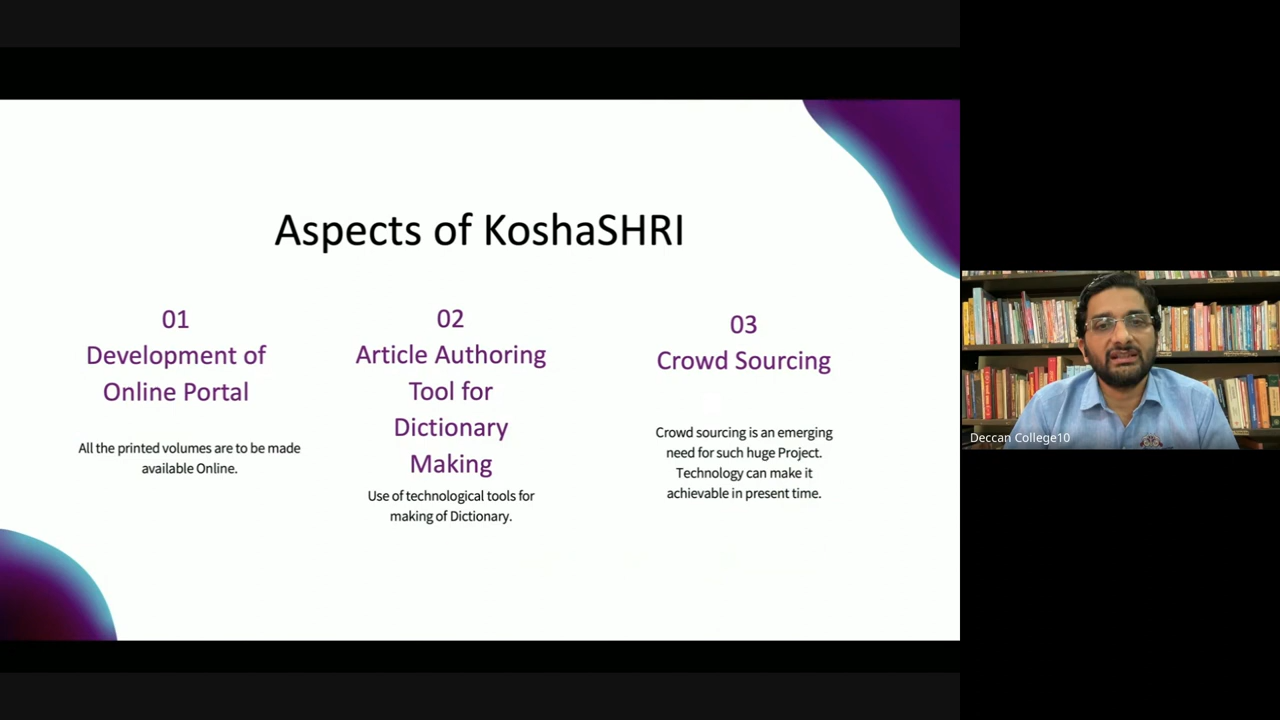 Aspects of KoshaSHRI
01
Development of
Online Portal
All the printed volumes are to be made
available Online.
02
Article Authoring
Tool for
Dictionary
Making
Use of technological tools for
making of Dictionary.
03
Crowd Sourcing
Crowd sourcing is an emerging
need for such huge Project.
Technology can make it
achievable in present time.
Deccan College10